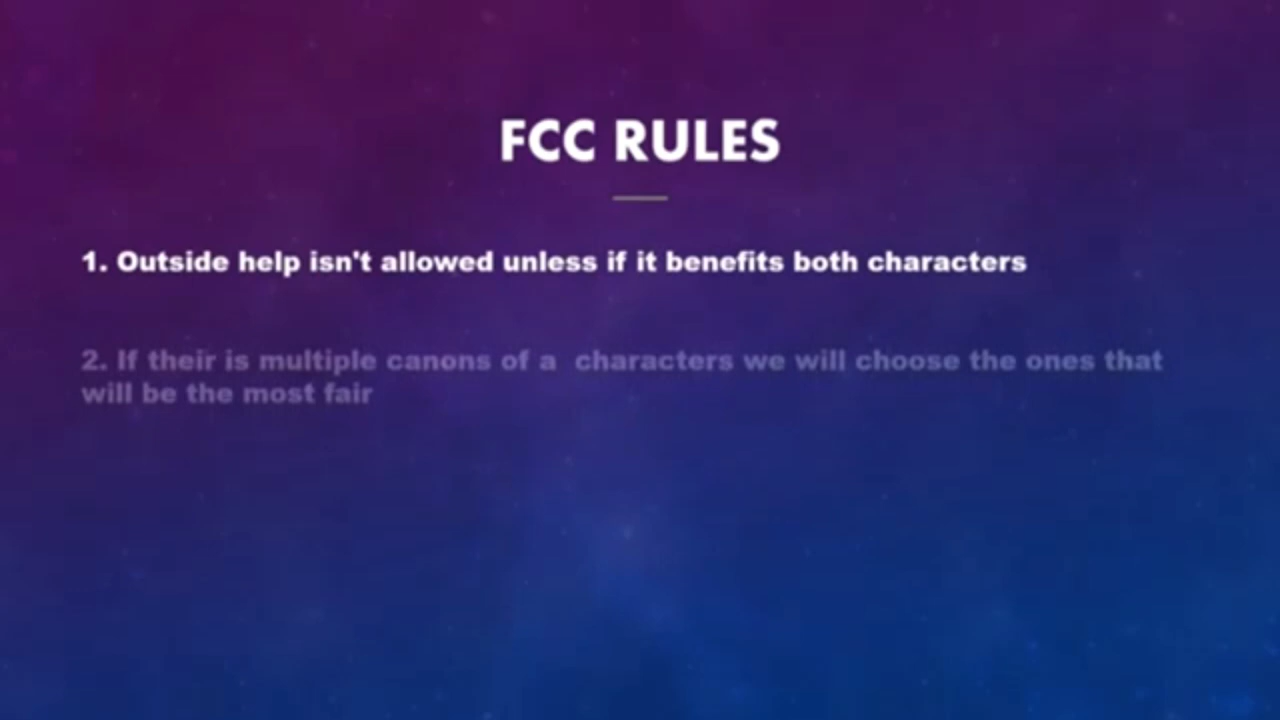 FCC RULES
1. Outside help isn't allowed unless if it benefits both characters
2. If their is multiple canons of a  characters we will choose the ones that
will be the most fair